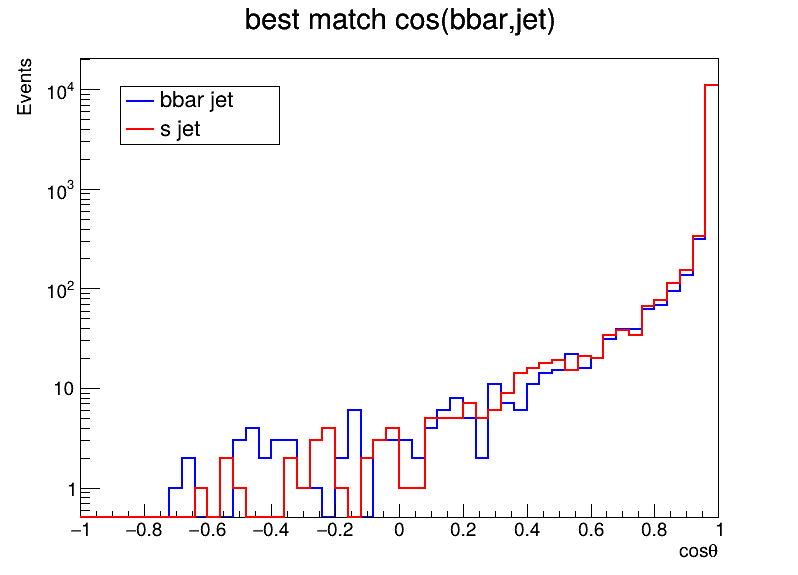 best match cos(bbar,jet)
Events
bbar jet
s jet
10⁴
10³
10²
10
1
−1 −0.8 −0.6 −0.4 −0.2 0 0.2 0.4 0.6 0.8 1
cosθ